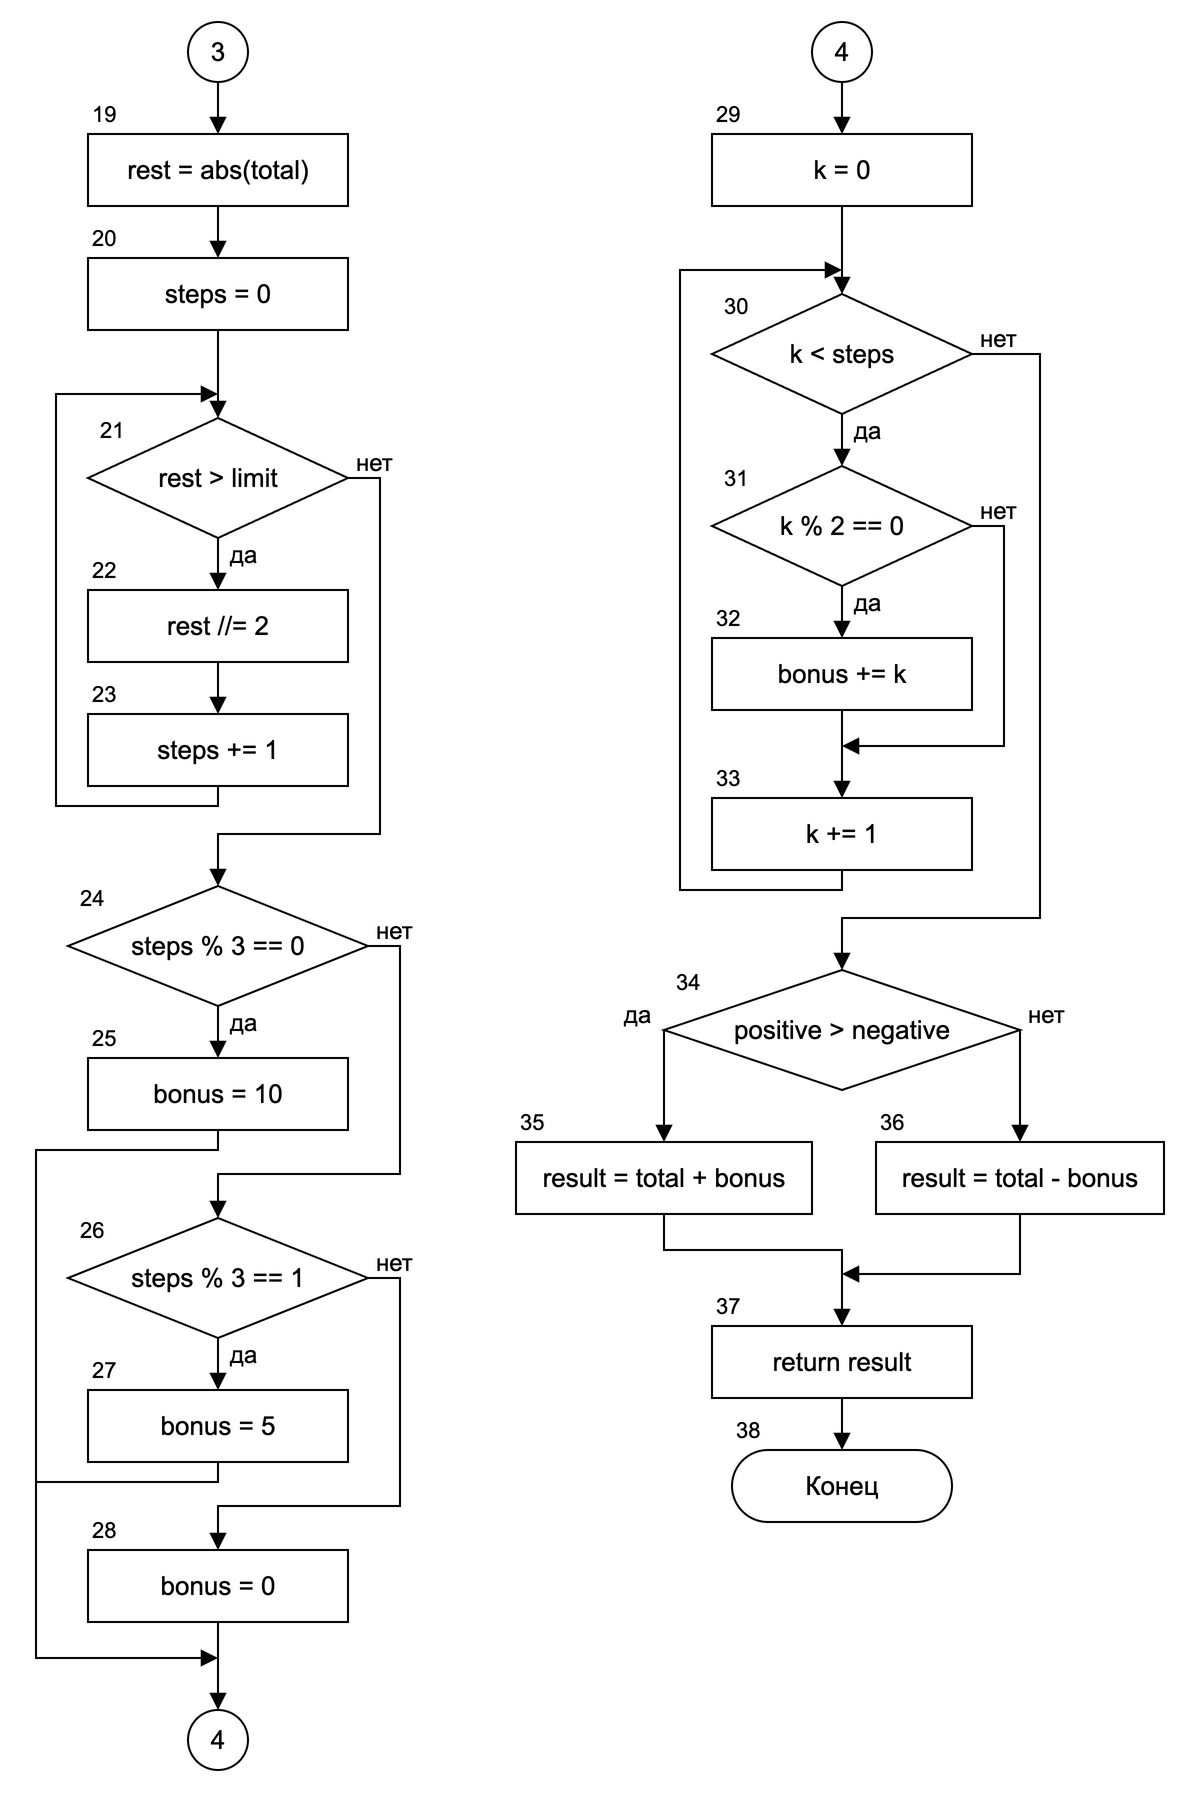 3
19
rest = abs(total)
20
steps = 0
21
rest > limit
нет
да
22
rest //= 2
23
steps += 1
24
steps % 3 == 0
нет
да
25
bonus = 10
26
steps % 3 == 1
нет
да
27
bonus = 5
28
bonus = 0
4
4
29
k = 0
30
k < steps
нет
да
31
k % 2 == 0
нет
да
32
bonus += k
33
k += 1
34
да
positive > negative
нет
35
result = total + bonus
36
result = total - bonus
37
return result
38
Конец